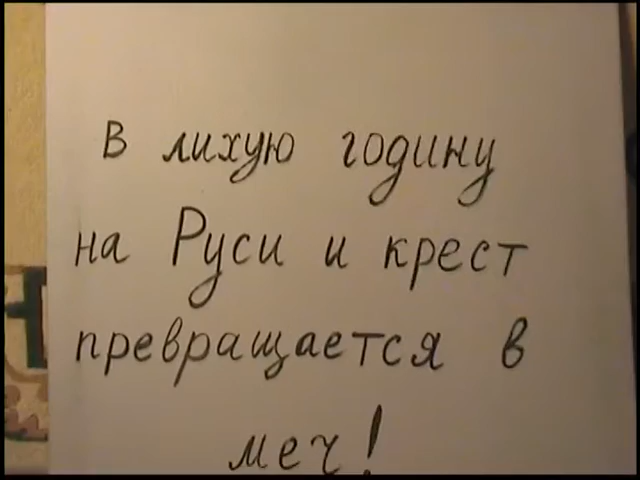 В лихую годину
на Руси и крест
превращается в
меч!